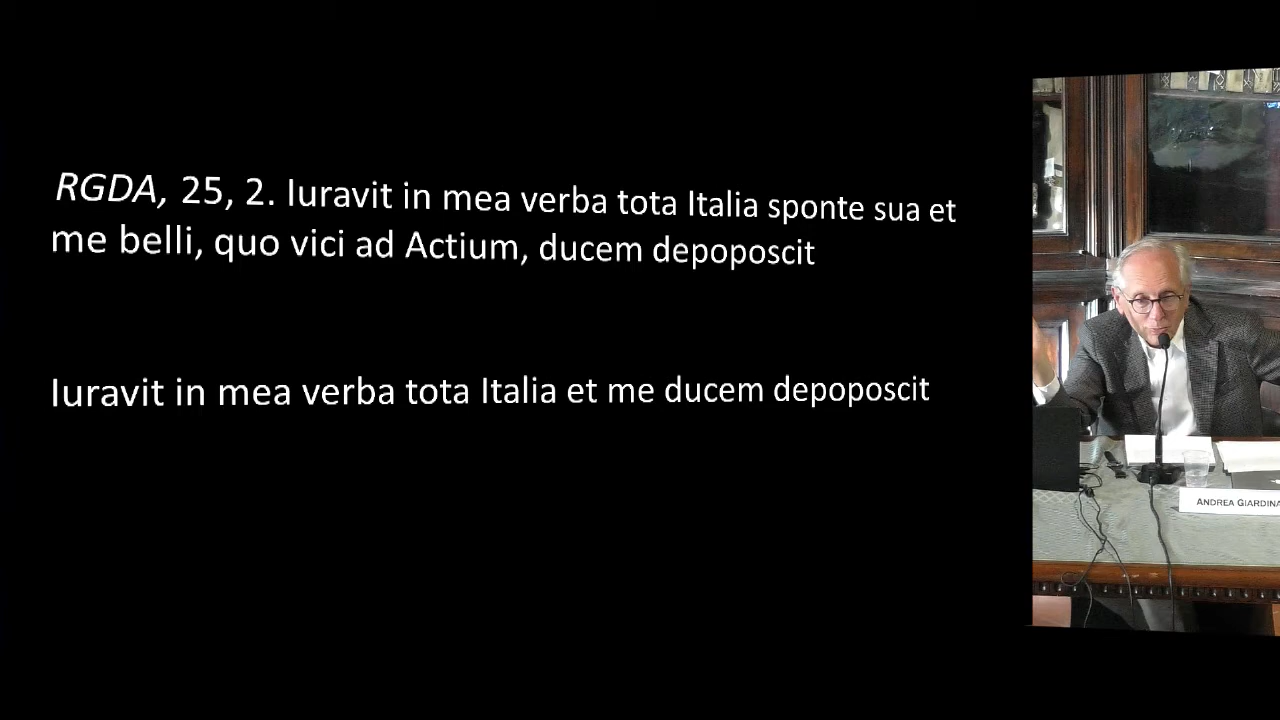 RGDA, 25, 2. Iuravit in mea verba tota Italia sponte sua et
me belli, quo vici ad Actium, ducem depoposcit
Iuravit in mea verba tota Italia et me ducem depoposcit
ANDREA GIARDINA